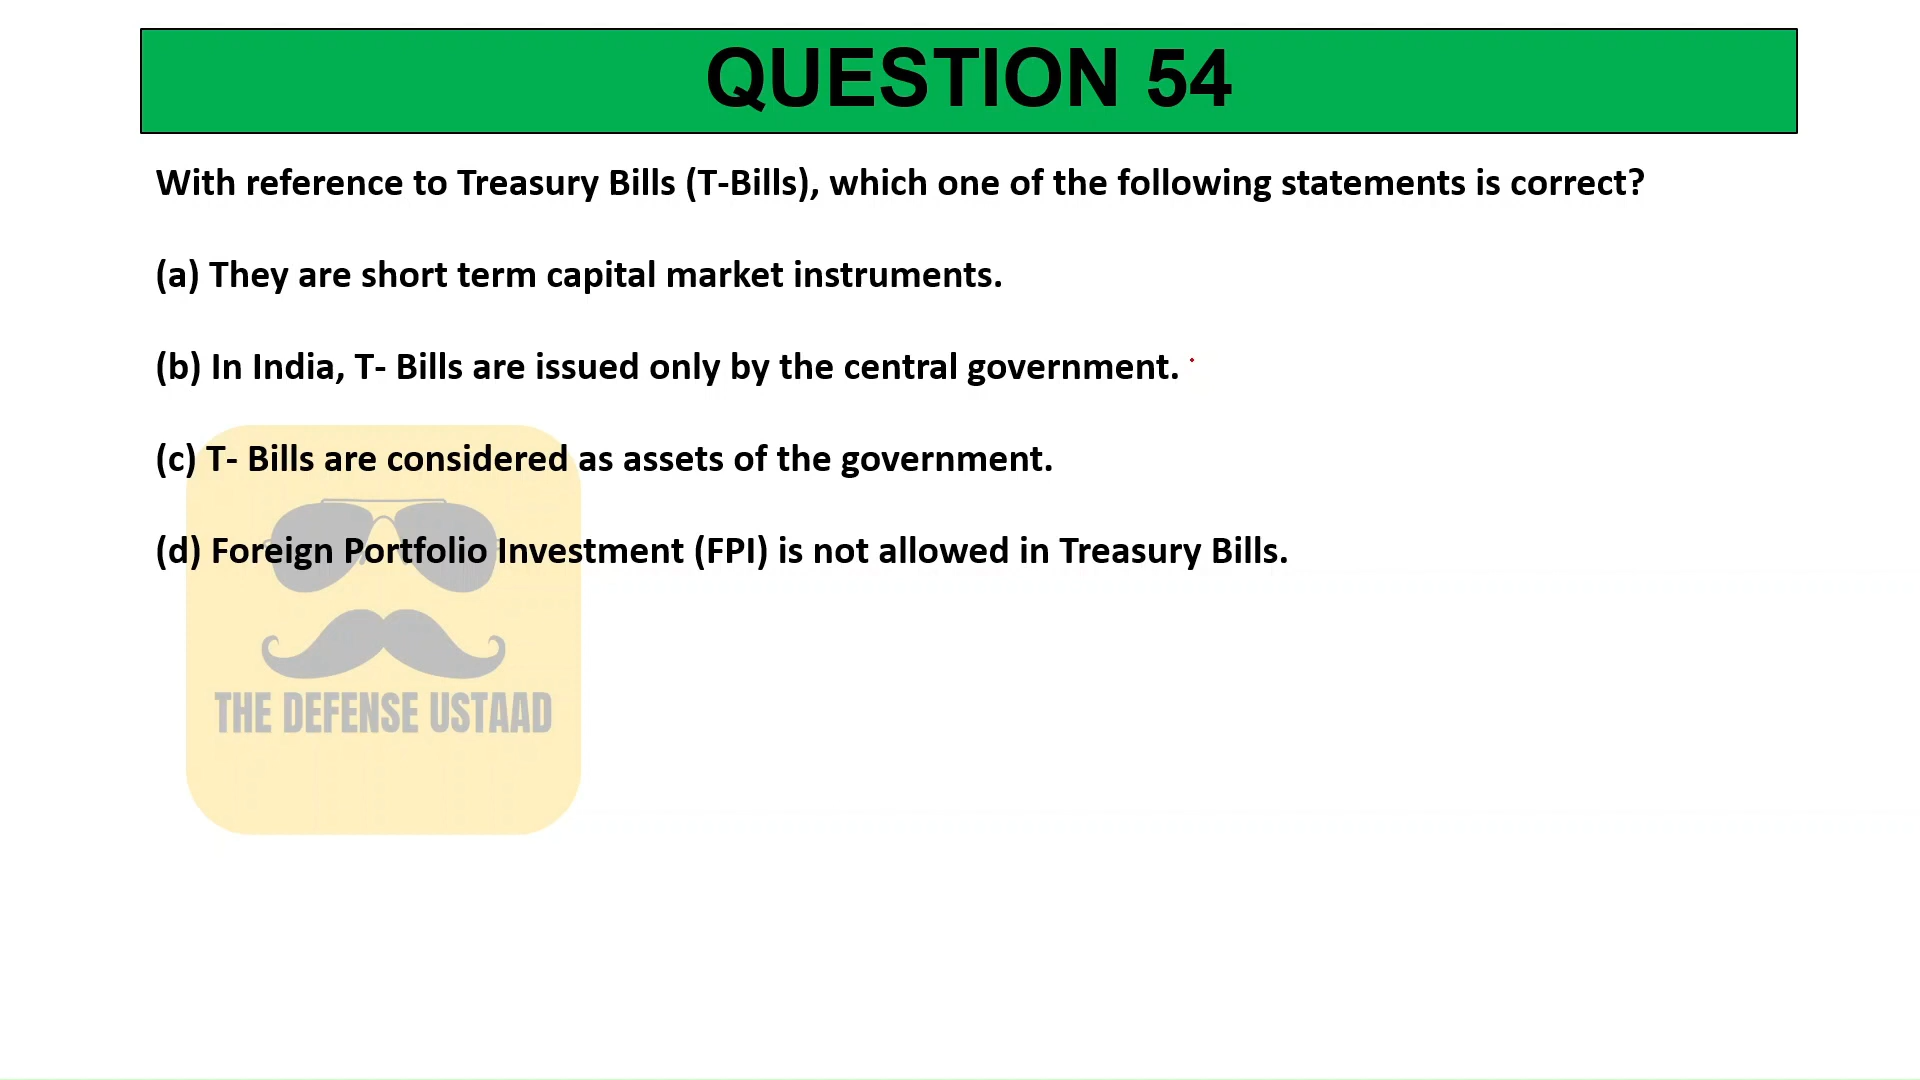 QUESTION 54
With reference to Treasury Bills (T-Bills), which one of the following statements is correct?
(a) They are short term capital market instruments.
(b) In India, T- Bills are issued only by the central government.
(c) T- Bills are considered as assets of the government.
(d) Foreign Portfolio Investment (FPI) is not allowed in Treasury Bills.
THE DEFENSE USTAAD